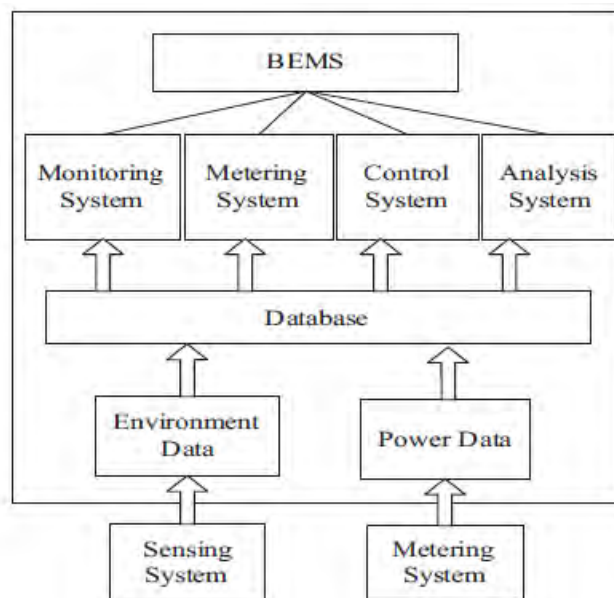 BEMS
Monitoring
System
Metering
System
Control
System
Analysis
System
Database
Environment
Data
Power Data
Sensing
System
Metering
System